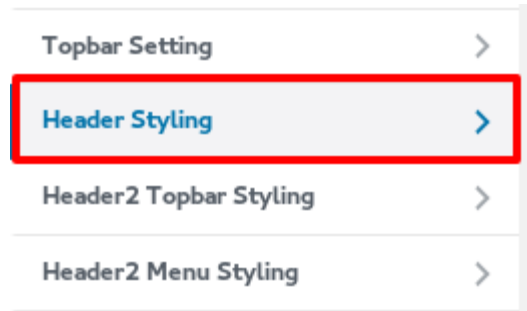 Topbar Setting
Header Styling
Header2 Topbar Styling
Header2 Menu Styling